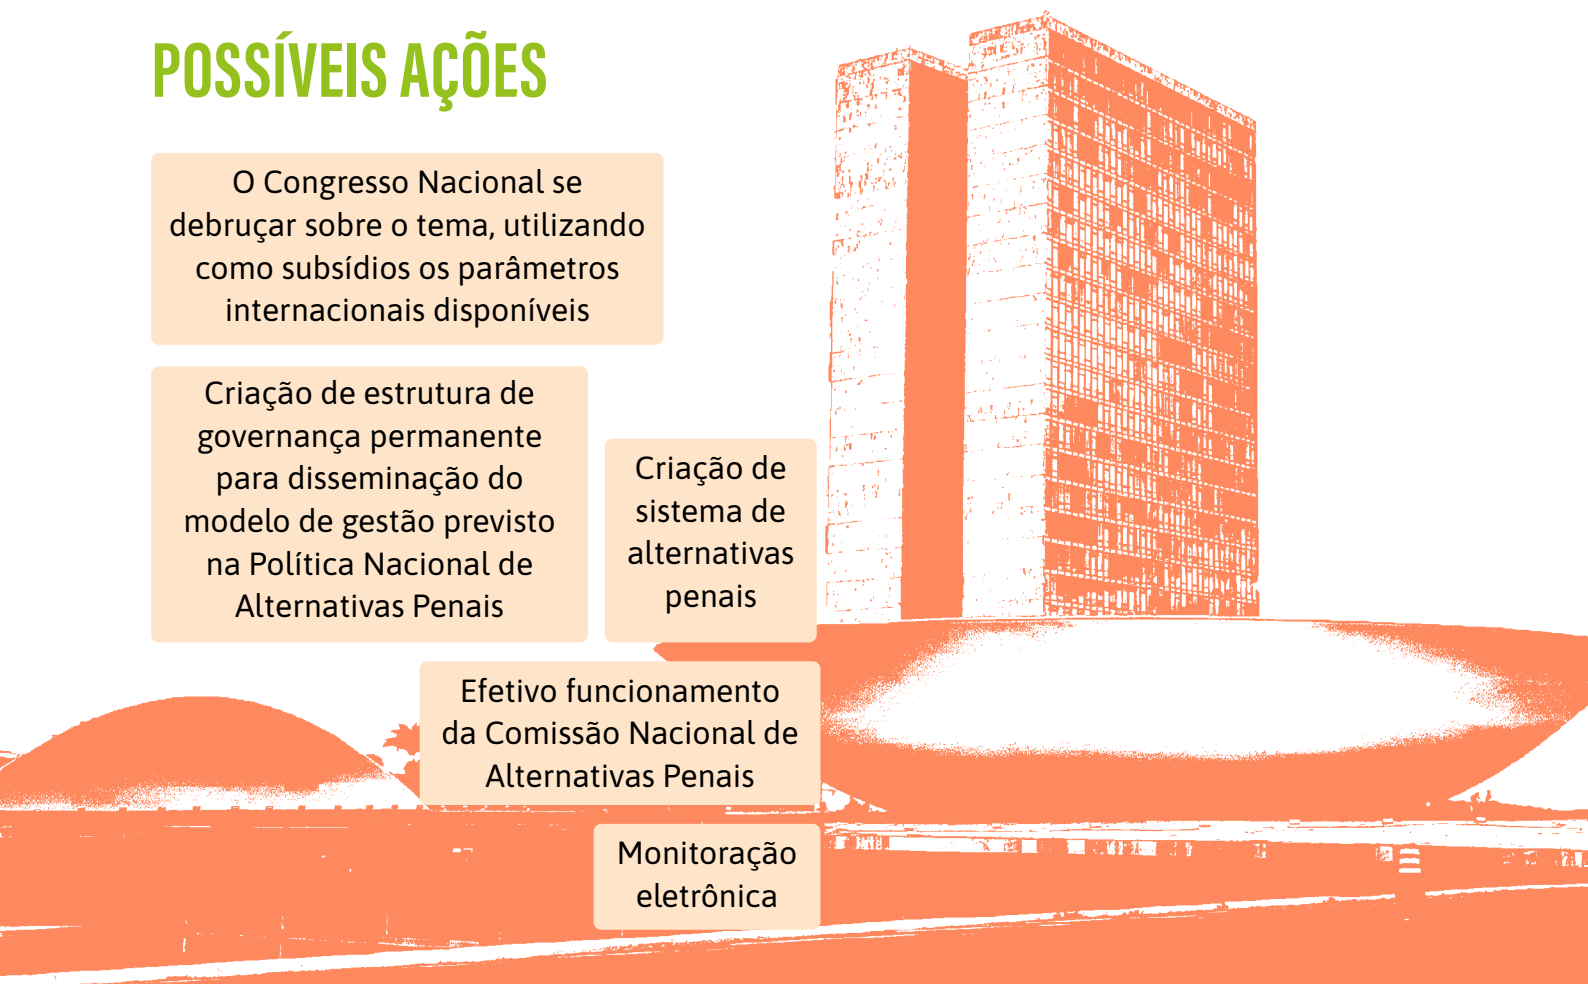 POSSÍVEIS AÇÕES
O Congresso Nacional se
debruçar sobre o tema, utilizando
como subsídios os parâmetros
internacionais disponíveis
Criação de estrutura de
governança permanente
para disseminação do
modelo de gestão previsto
na Política Nacional de
Alternativas Penais
Criação de
sistema de
alternativas
penais
Efetivo funcionamento
da Comissão Nacional de
Alternativas Penais
Monitoração
eletrônica